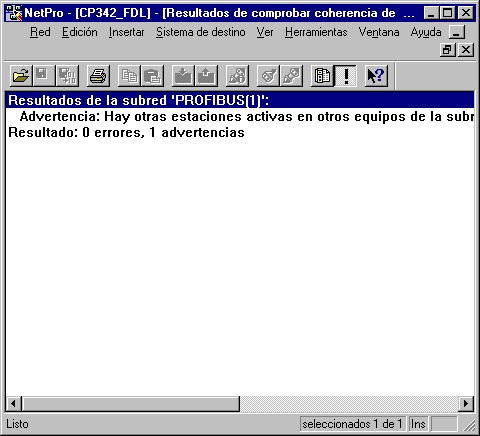 NetPro - [CP342_FDL] - [Resultados de comprobar coherencia de ...
Red Edición Insertar Sistema de destino Ver Herramientas Ventana Ayuda
Resultados de la subred 'PROFIBUS(1)':
Advertencia: Hay otras estaciones activas en otros equipos de la subr
Resultado: 0 errores, 1 advertencias
Listo seleccionados 1 de 1 Ins